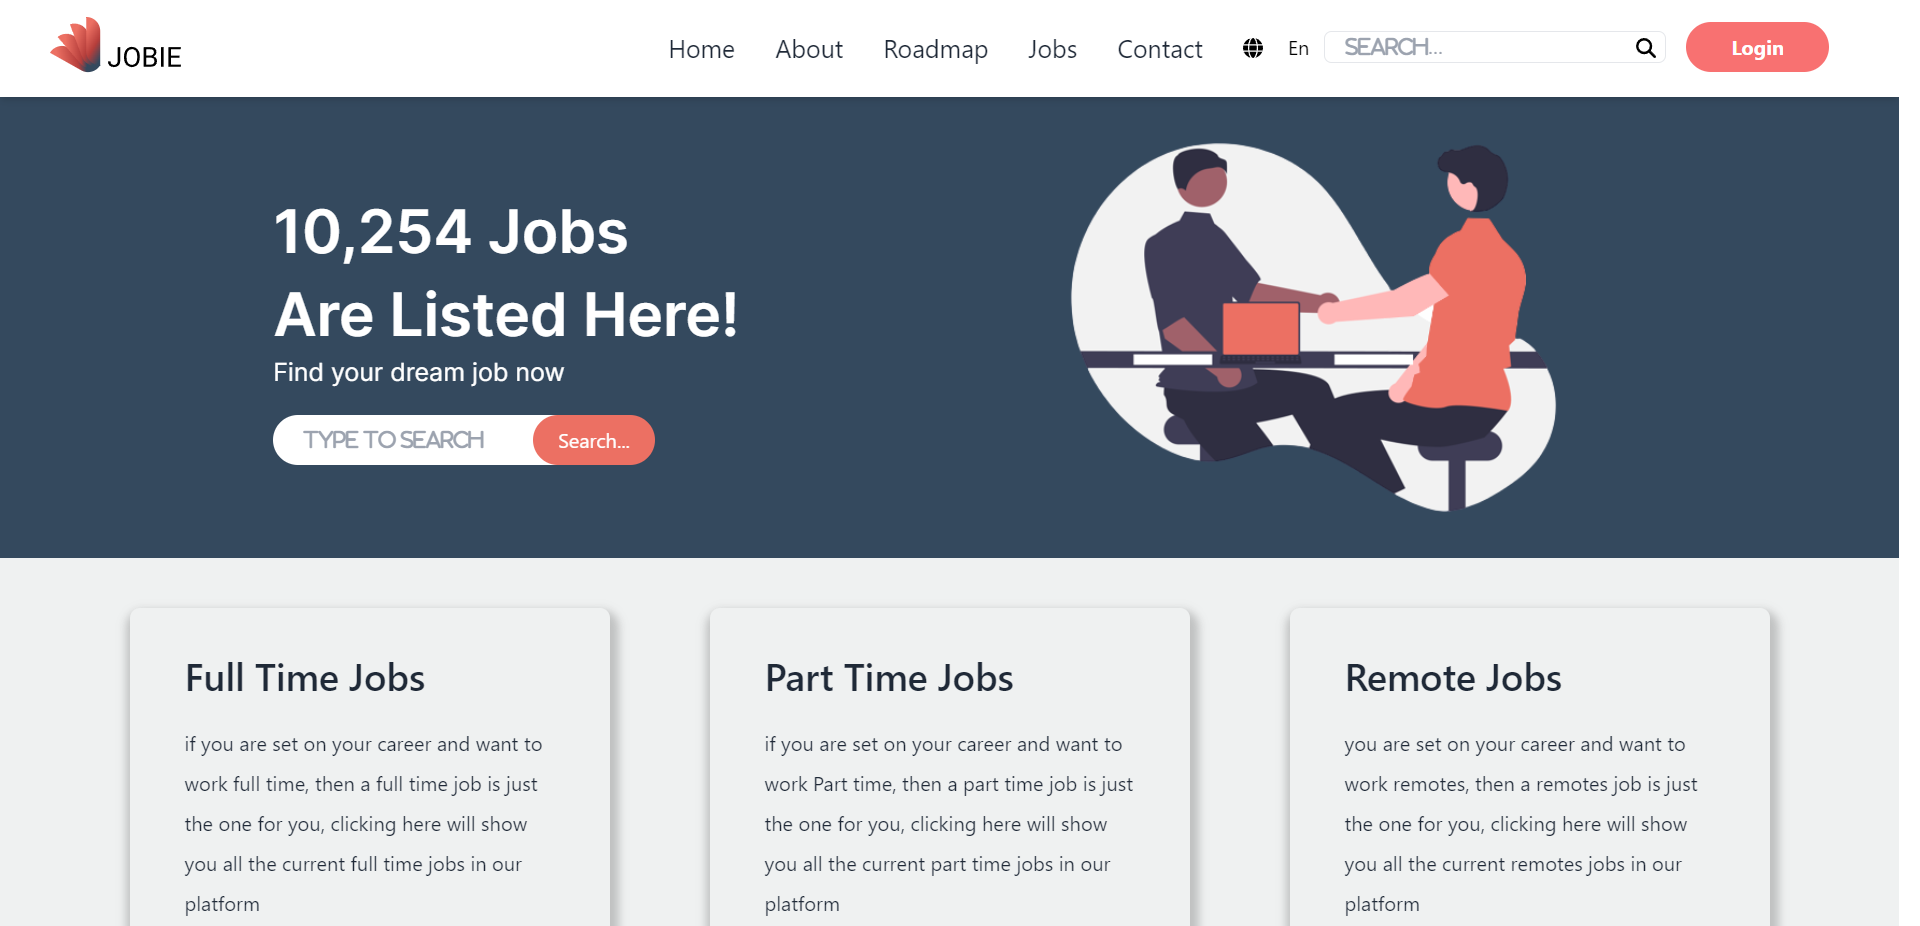 JOBIE
Home
About
Roadmap
Jobs
Contact
En
SEARCH...
Login
10,254 Jobs
Are Listed Here!
Find your dream job now
TYPE TO SEARCH
Search...
Full Time Jobs
if you are set on your career and want to
work full time, then a full time job is just
the one for you, clicking here will show
you all the current full time jobs in our
platform
Part Time Jobs
if you are set on your career and want to
work Part time, then a part time job is just
the one for you, clicking here will show
you all the current part time jobs in our
platform
Remote Jobs
you are set on your career and want to
work remotes, then a remotes job is just
the one for you, clicking here will show
you all the current remotes jobs in our
platform